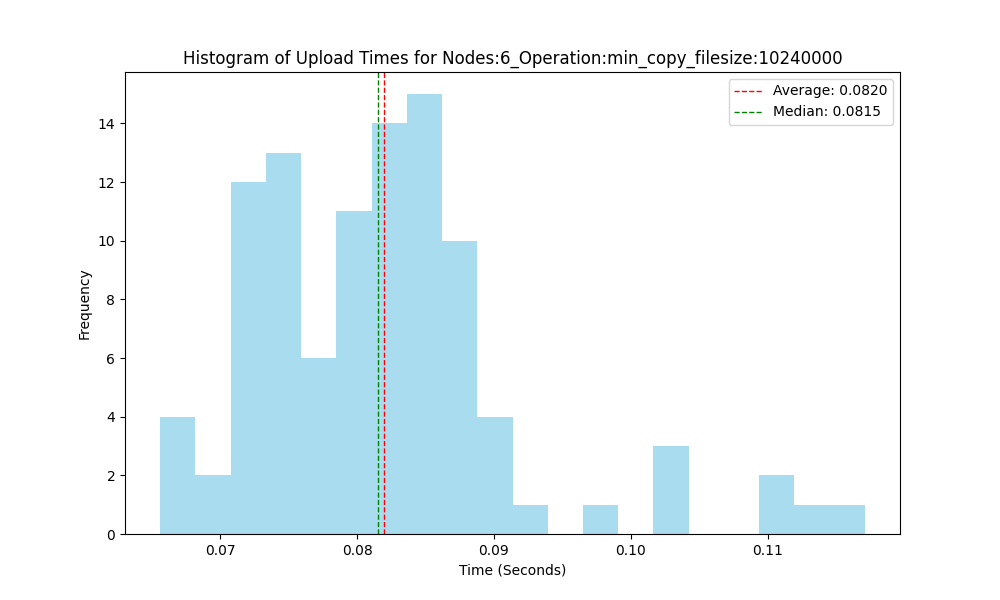 Histogram of Upload Times for Nodes:6_Operation:min_copy_filesize:10240000
Average: 0.0820
Median: 0.0815
Frequency
14
12
10
8
6
4
2
0
0.07
0.08
0.09
0.10
0.11
Time (Seconds)